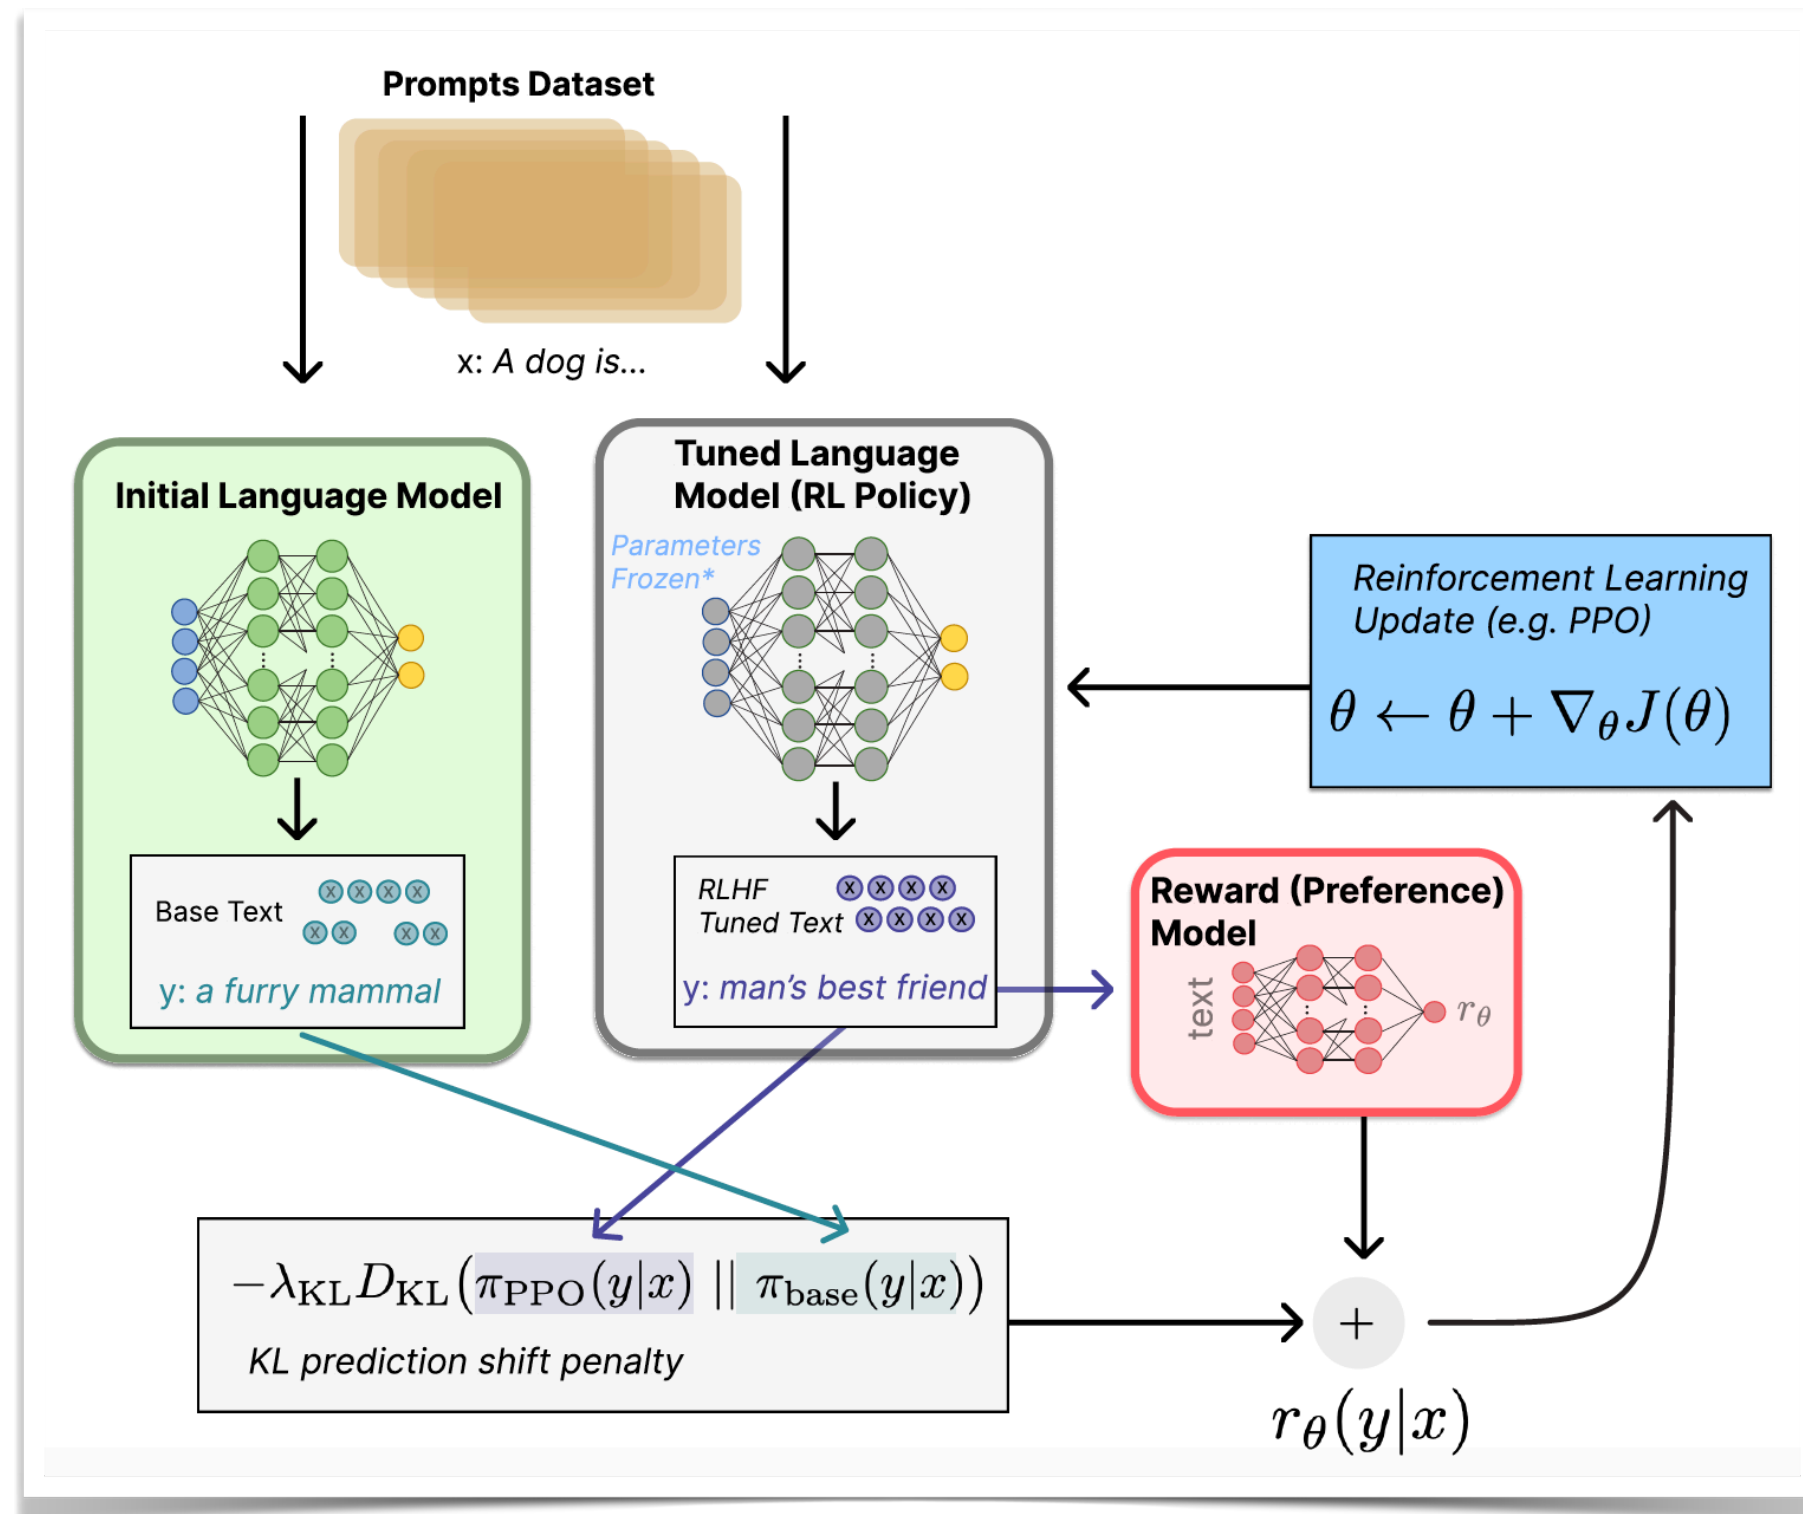 Prompts Dataset
x: A dog is...
Initial Language Model
Tuned Language
Model (RL Policy)
Parameters
Frozen*
Reinforcement Learning
Update (e.g. PPO)
θ ← θ + ∇θJ(θ)
Base Text
x x x x
x x x x
y: a furry mammal
RLHF
Tuned Text
x x x x
x x x x
y: man's best friend
Reward (Preference)
Model
text
rθ
−λKL DKL(πPPO(y|x) || πbase(y|x))
KL prediction shift penalty
+
rθ(y|x)